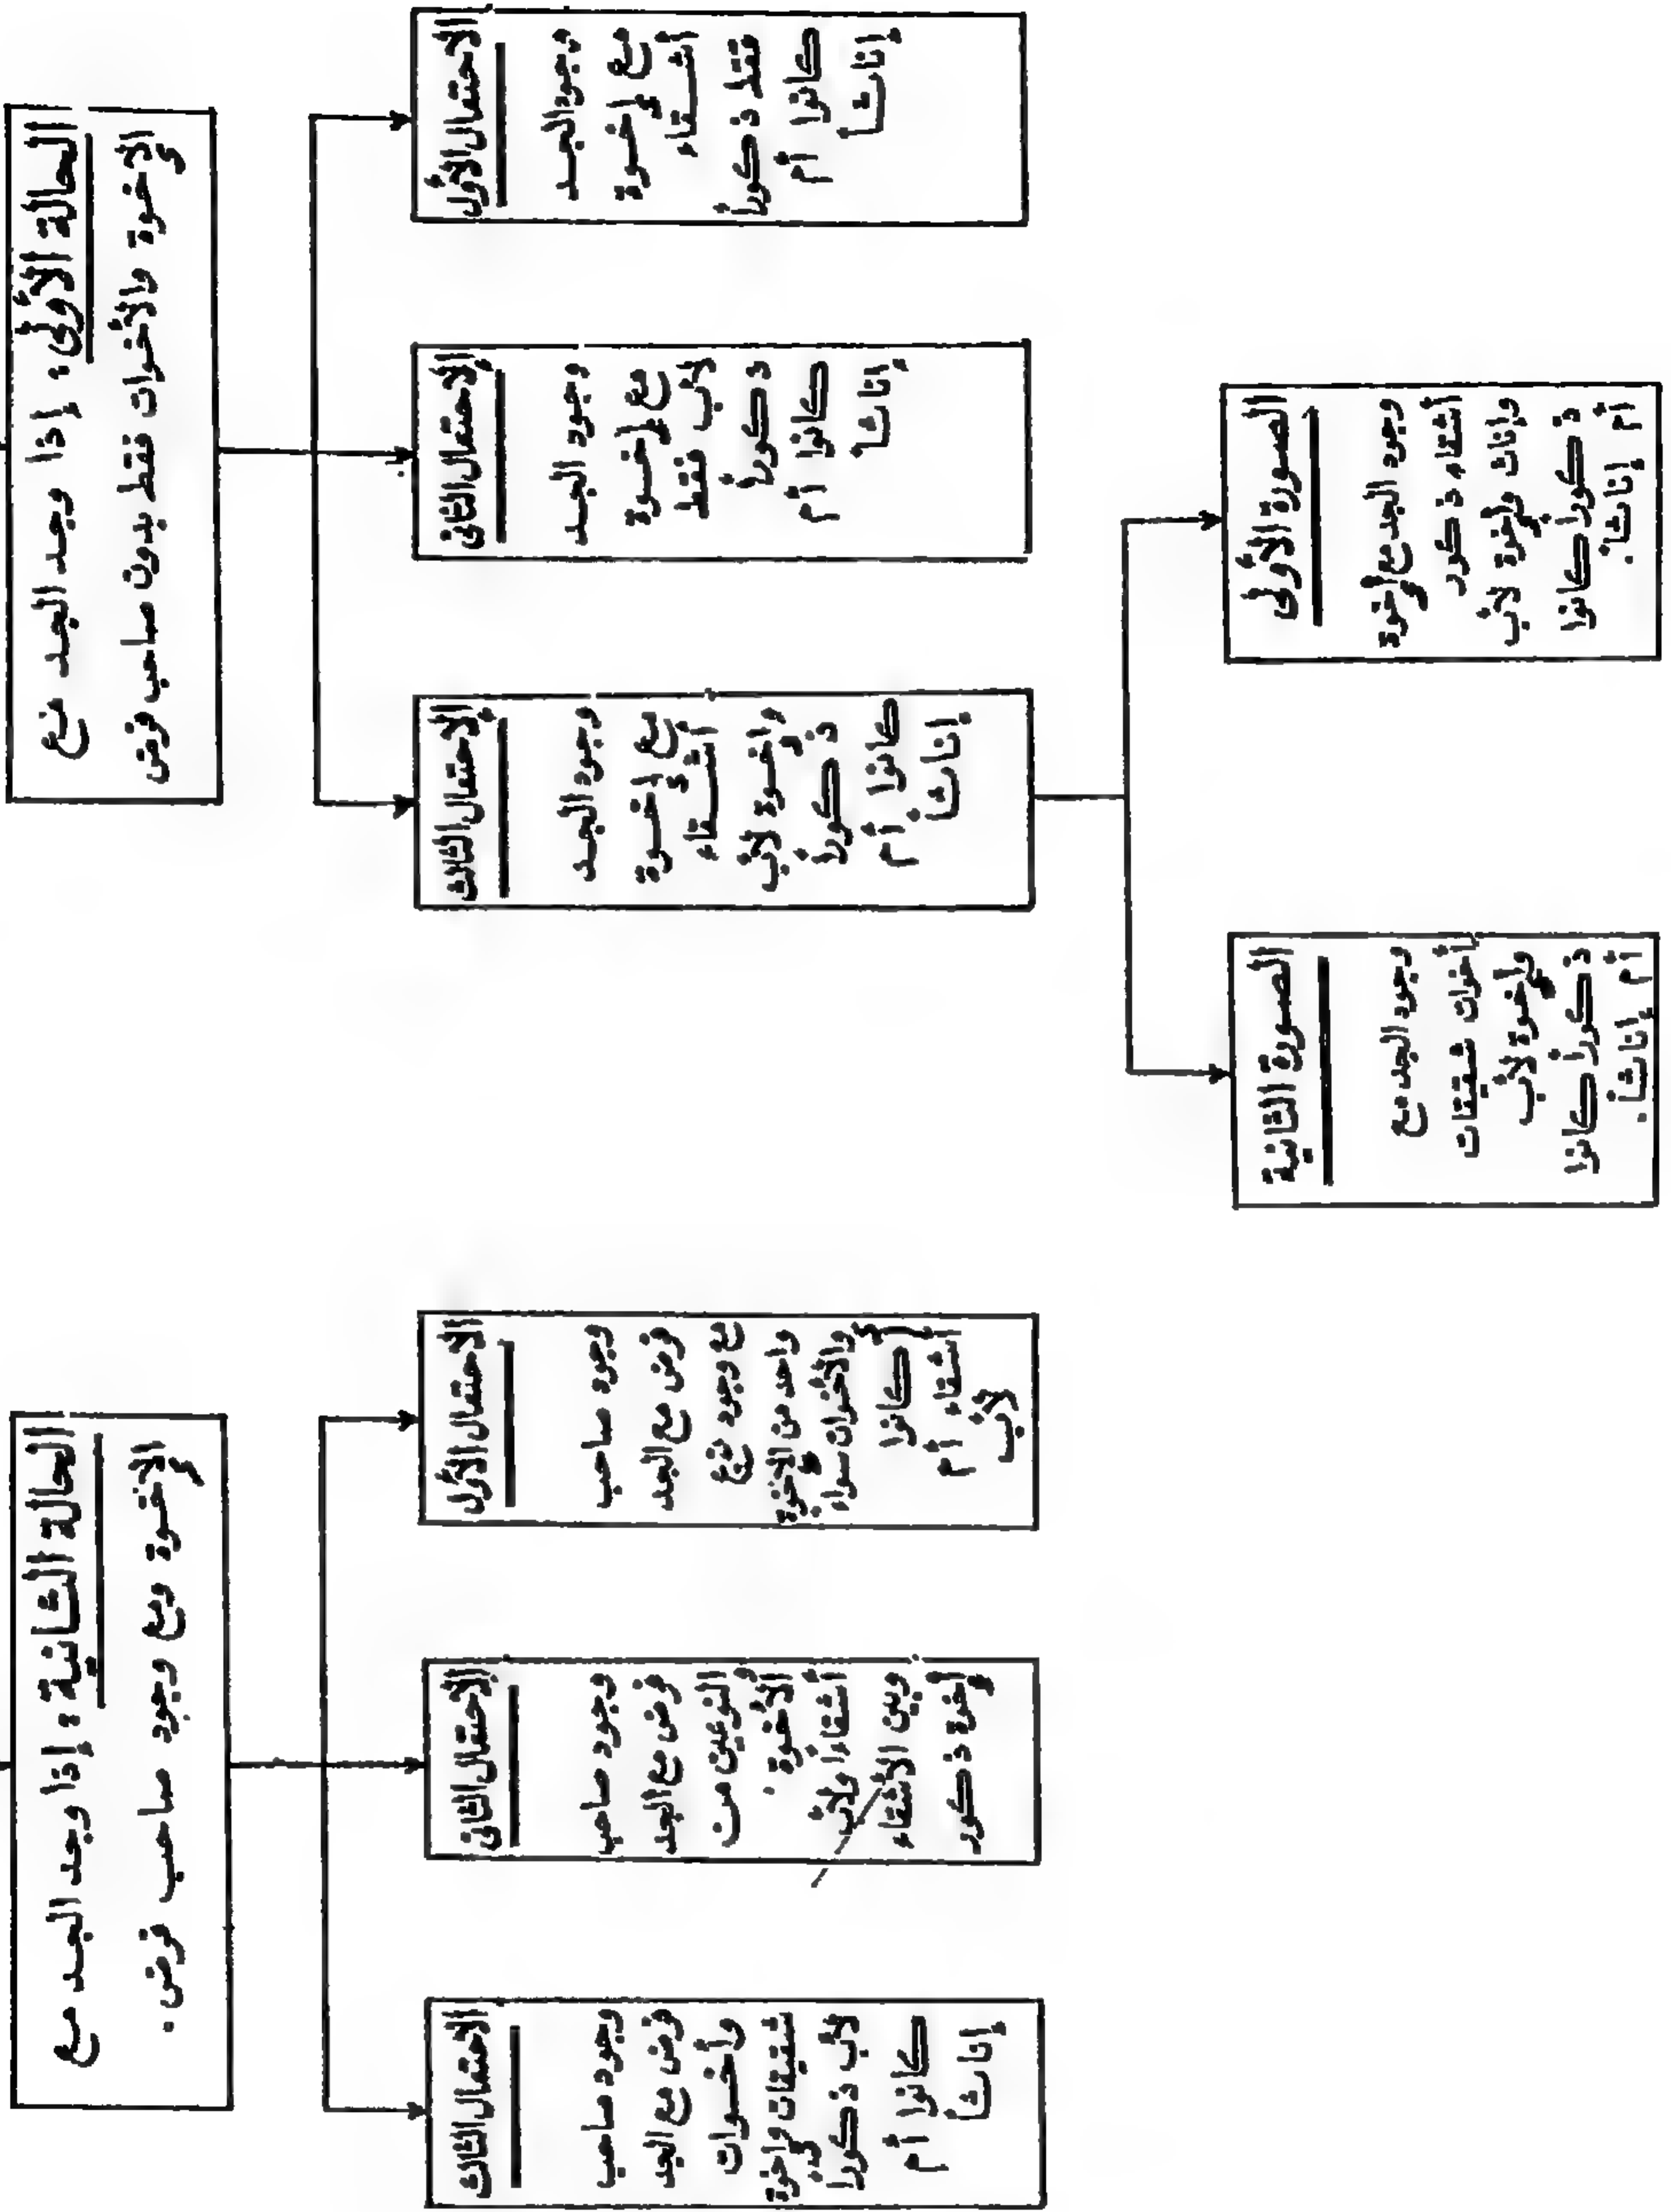 الحالة الأولى: إذا وجد الجد مع
الإخوة والأخوات فقط بدون صاحب فرض
الاحتمال الأول
وجود الجد
مع إخوة
أشقاء
فقط ذكوراً
كانوا أم
إناثاً
الاحتمال الثاني
وجود الجد
مع إخوة
لأب فقط
ذكوراً
كانوا أم
إناثا
الاحتمال الثالث
وجود الجد
مع إخوة
أشقاء
وإخوة لأب
ذكوراً
كانوا أم
إناثاً
الصورة الأولى
وجود الجد مع إخوة
أشقاء ذكور
وإناث وإخوة لأب
ذكورا كانوا
أم إناثاً.
الصورة الثانية
وجود الجد مع
أخوات شقيقات
وإخوة لأب
ذكوراً كانوا
أم إناثاً.
الحالة الثانية: إذا وجد الجد مع
الإخوة ومع وجود صاحب فرض.
الاحتمال الأول
وجود صاحب
فرض مع الجد
مع وجود نوع
واحد من الإخوة
والأخوات سواء
كانوا
أشقاء أم
لأب
الاحتمال الثاني
وجود صاحب
فرض مع الجد
النوعين من
الأخوة
أشقاء ولأب
وبين الأشقاء
إخوة ذكور
الاحتمال الثالث
وجود صاحب
فرض مع الجد
وأخوات
شقيقات وإخوة
لأب ذكورا
كانوا أم
إناثاً